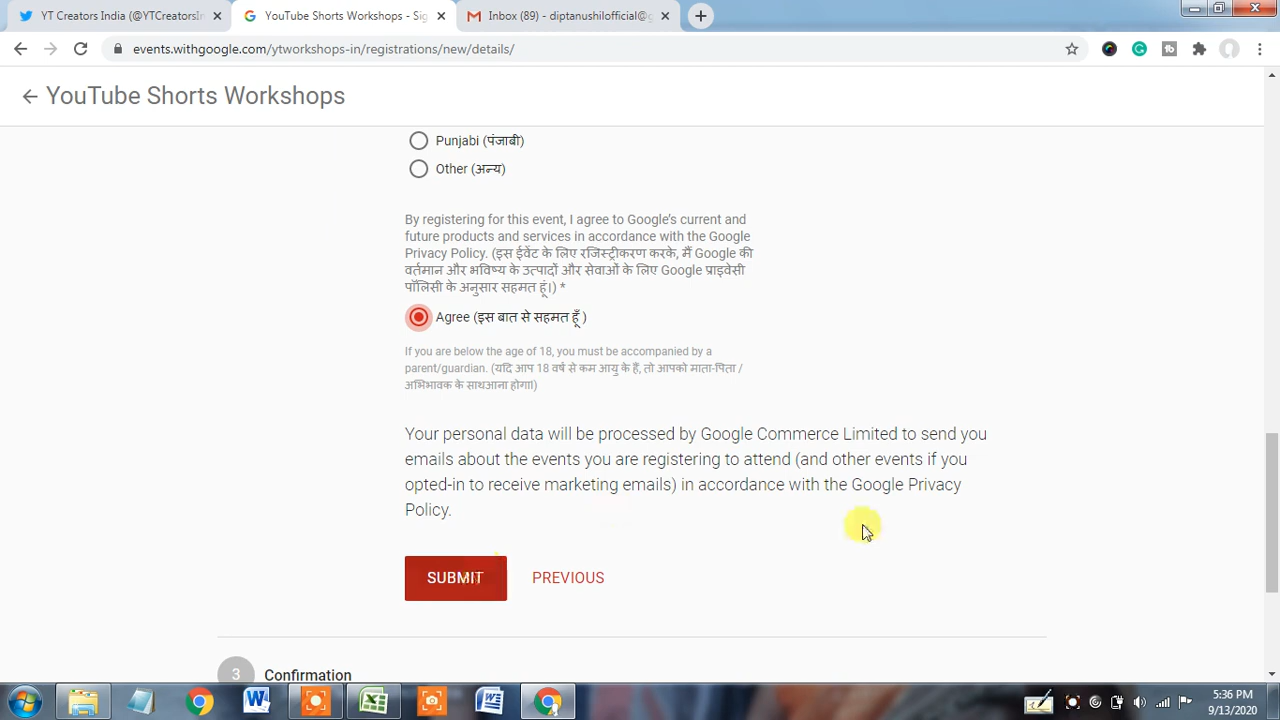 YT Creators India (@YTCreatorsIn
YouTube Shorts Workshops - Sig
Inbox (89) - diptanushilofficial@g
events.withgoogle.com/ytworkshops-in/registrations/new/details/
YouTube Shorts Workshops
Punjabi (पंजाबी)
Other (अन्य)
By registering for this event, I agree to Google's current and
future products and services in accordance with the Google
Privacy Policy. (इस ईवेंट के लिए रजिस्ट्रीकरण करके, मैं Google की
वर्तमान और भविष्य के उत्पादों और सेवाओं के लिए Google प्राइवेसी
पॉलिसी के अनुसार सहमत हूं।) *
Agree (इस बात से सहमत हूँ )
If you are below the age of 18, you must be accompanied by a
parent/guardian. (यदि आप 18 वर्ष से कम आयु के हैं, तो आपको माता-पिता /
अभिभावक के साथआना होगा।)
Your personal data will be processed by Google Commerce Limited to send you
emails about the events you are registering to attend (and other events if you
opted-in to receive marketing emails) in accordance with the Google Privacy
Policy.
SUBMIT
PREVIOUS
3
Confirmation
5:36 PM
9/13/2020